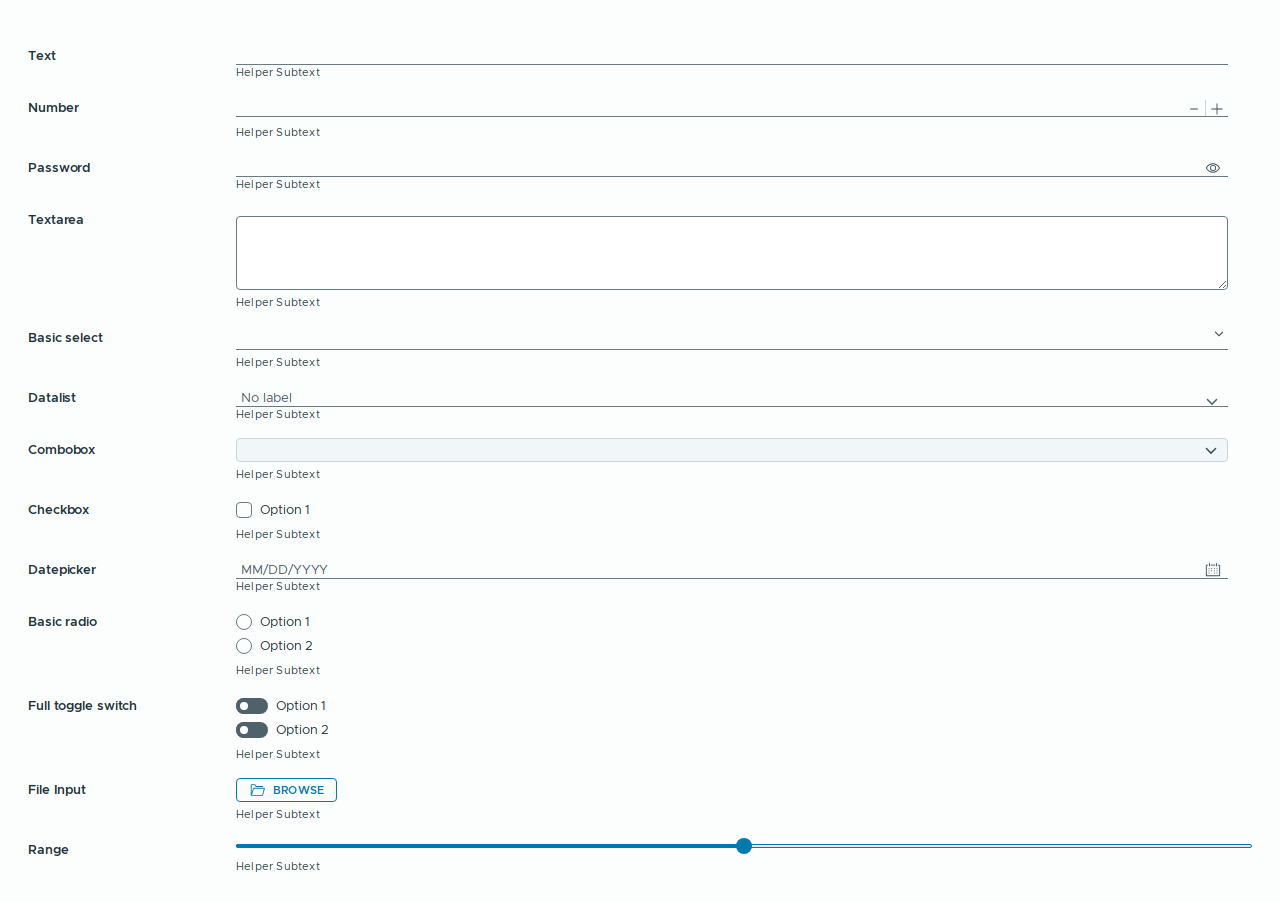 Text
Helper Subtext
Number
Helper Subtext
Password
Helper Subtext
Textarea
Helper Subtext
Basic select
Helper Subtext
Datalist No label
Helper Subtext
Combobox
Helper Subtext
Checkbox Option 1
Helper Subtext
Datepicker MM/DD/YYYY
Helper Subtext
Basic radio Option 1
Option 2
Helper Subtext
Full toggle switch Option 1
Option 2
Helper Subtext
File Input BROWSE
Helper Subtext
Range
Helper Subtext